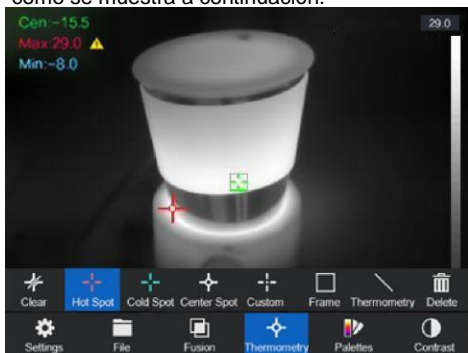 como se muestra a continuación:
Cen:-15.5
29.0
Max:29.0
Min:-8.0
Clear Hot Spot Cold Spot Center Spot Custom Frame Thermometry Delete
Settings File Fusion Thermometry Palettes Contrast